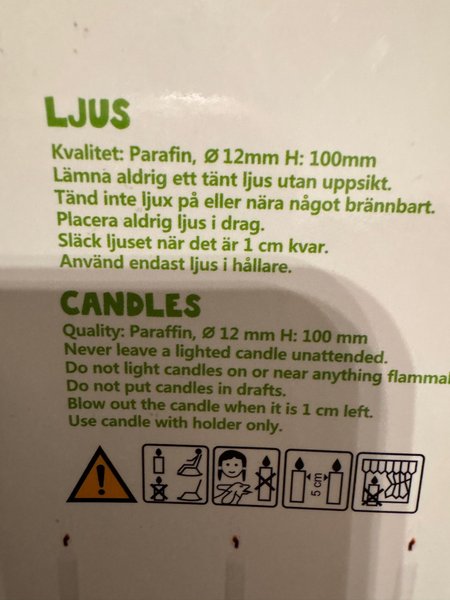 LJUS
Kvalitet: Parafin, Ø 12mm H: 100mm
Lämna aldrig ett tänt ljus utan uppsikt.
Tänd inte ljux på eller nära något brännbart.
Placera aldrig ljus i drag.
Släck ljuset när det är 1 cm kvar.
Använd endast ljus i hållare.
CANDLES
Quality: Paraffin, Ø 12 mm H: 100 mm
Never leave a lighted candle unattended.
Do not light candles on or near anything flammal
Do not put candles in drafts.
Blow out the candle when it is 1 cm left.
Use candle with holder only.
5 cm